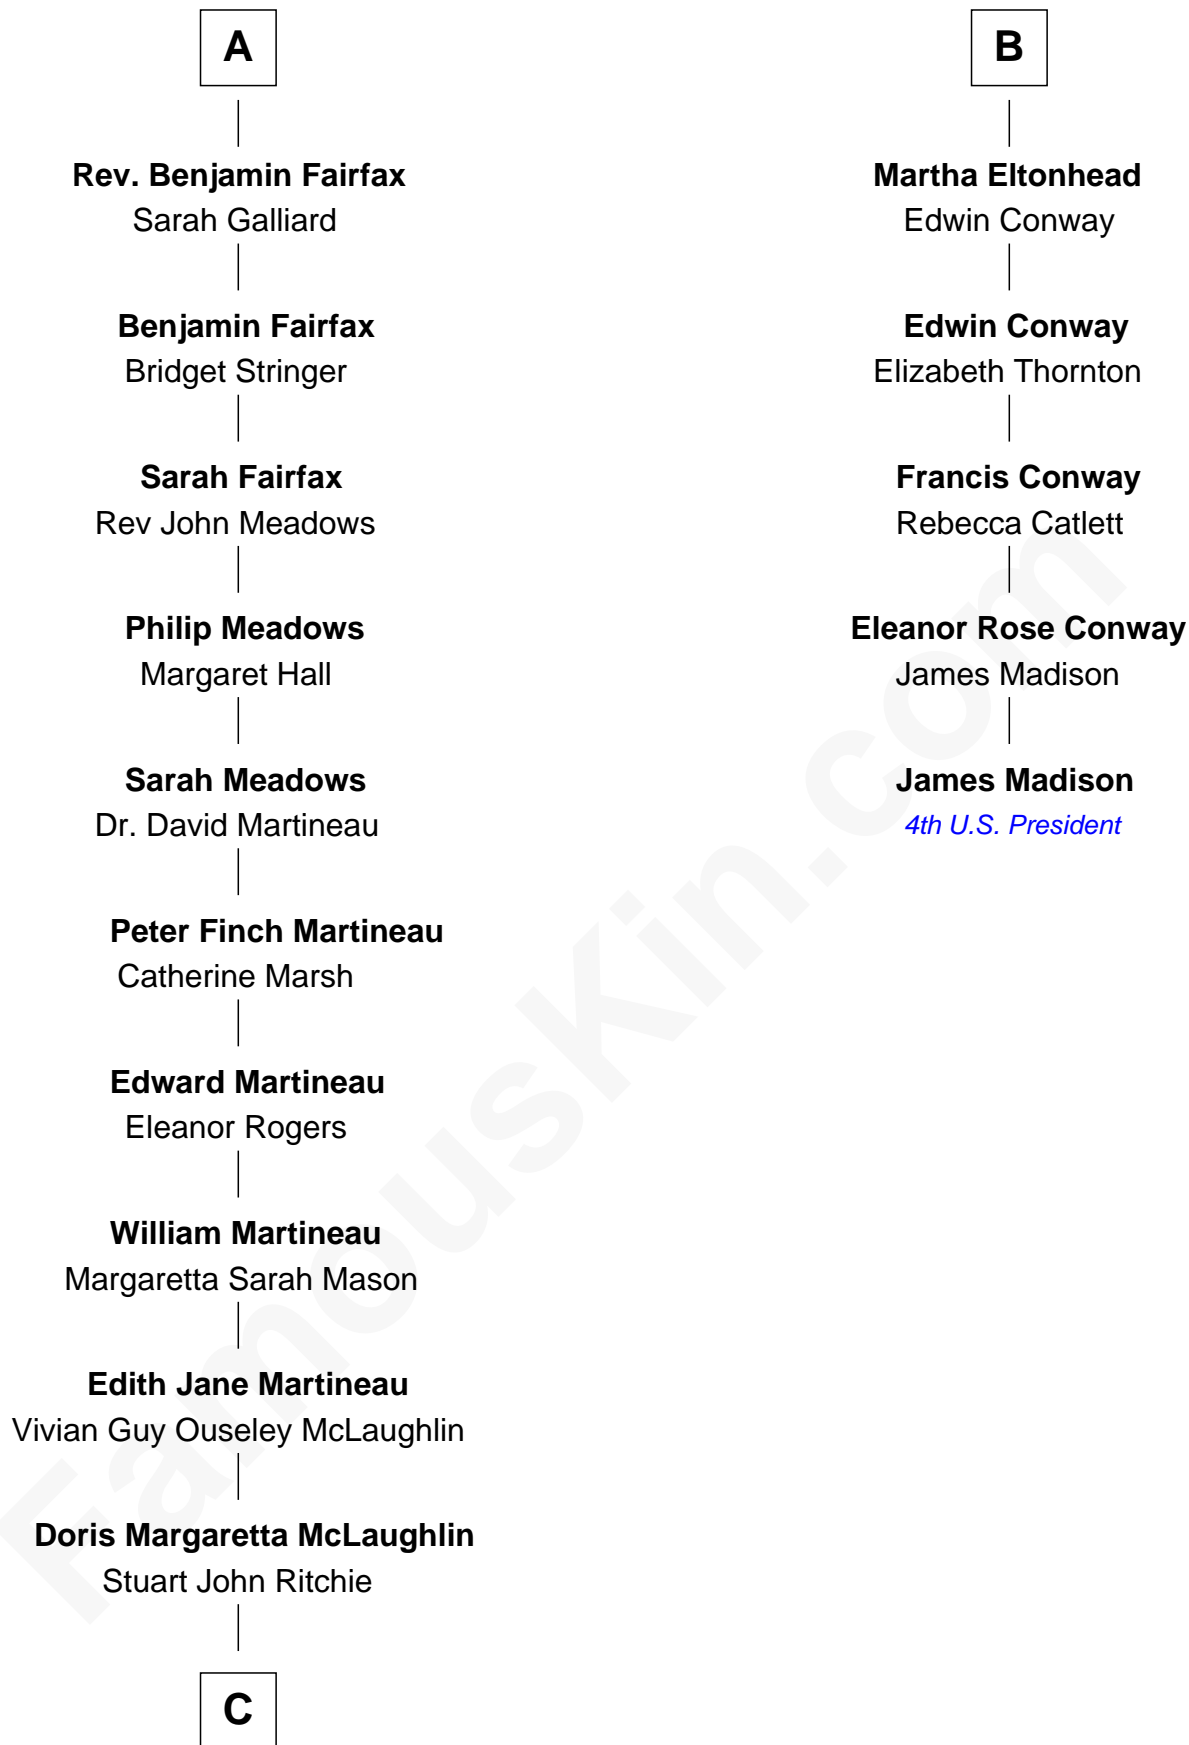 A
Rev. Benjamin Fairfax
Sarah Galliard
Benjamin Fairfax
Bridget Stringer
Sarah Fairfax
Rev John Meadows
Philip Meadows
Margaret Hall
Sarah Meadows
Dr. David Martineau
Peter Finch Martineau
Catherine Marsh
Edward Martineau
Eleanor Rogers
William Martineau
Margaretta Sarah Mason
Edith Jane Martineau
Vivian Guy Ouseley McLaughlin
Doris Margaretta McLaughlin
Stuart John Ritchie
C
B
Martha Eltonhead
Edwin Conway
Edwin Conway
Elizabeth Thornton
Francis Conway
Rebecca Catlett
Eleanor Rose Conway
James Madison
James Madison
4th U.S. President
FamousKin.com